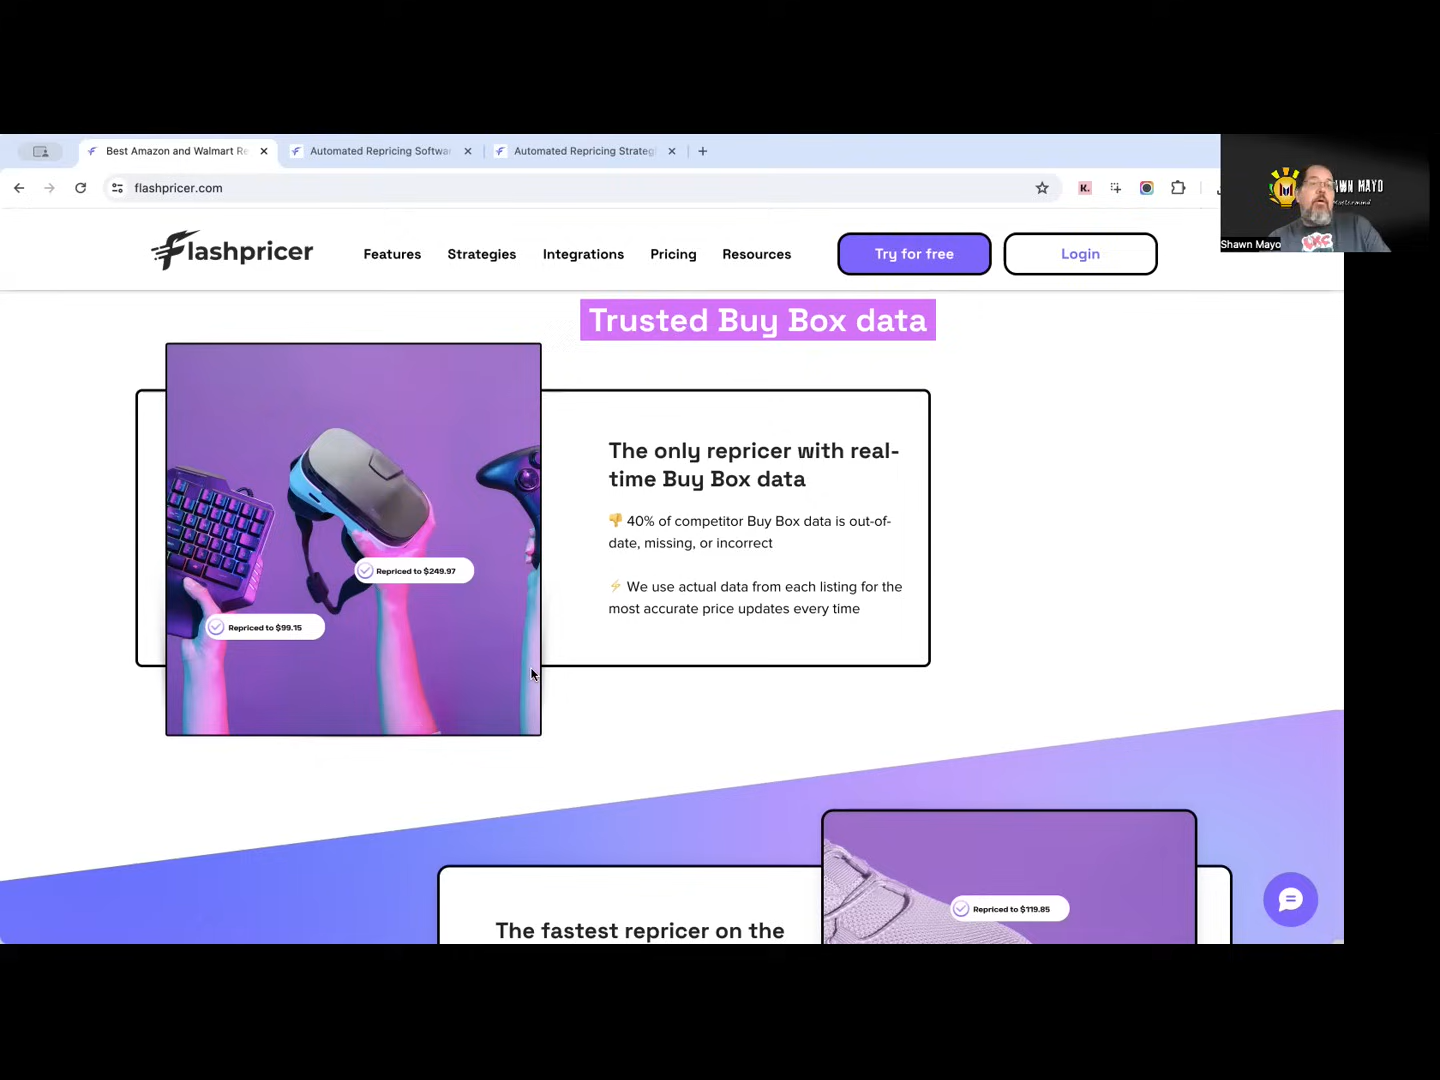 Best Amazon and Walmart Re
Automated Repricing Softwa
Automated Repricing Strateg
flashpricer.com
K.
Flashpricer
Features
Strategies
Integrations
Pricing
Resources
Try for free
Login
WN MAYO
Shawn Mayo
Trusted Buy Box data
The only repricer with real-
time Buy Box data
👎 40% of competitor Buy Box data is out-of-
date, missing, or incorrect
⚡ We use actual data from each listing for the
most accurate price updates every time
Repriced to $249.97
Repriced to $99.15
The fastest repricer on the
Repriced to $119.85